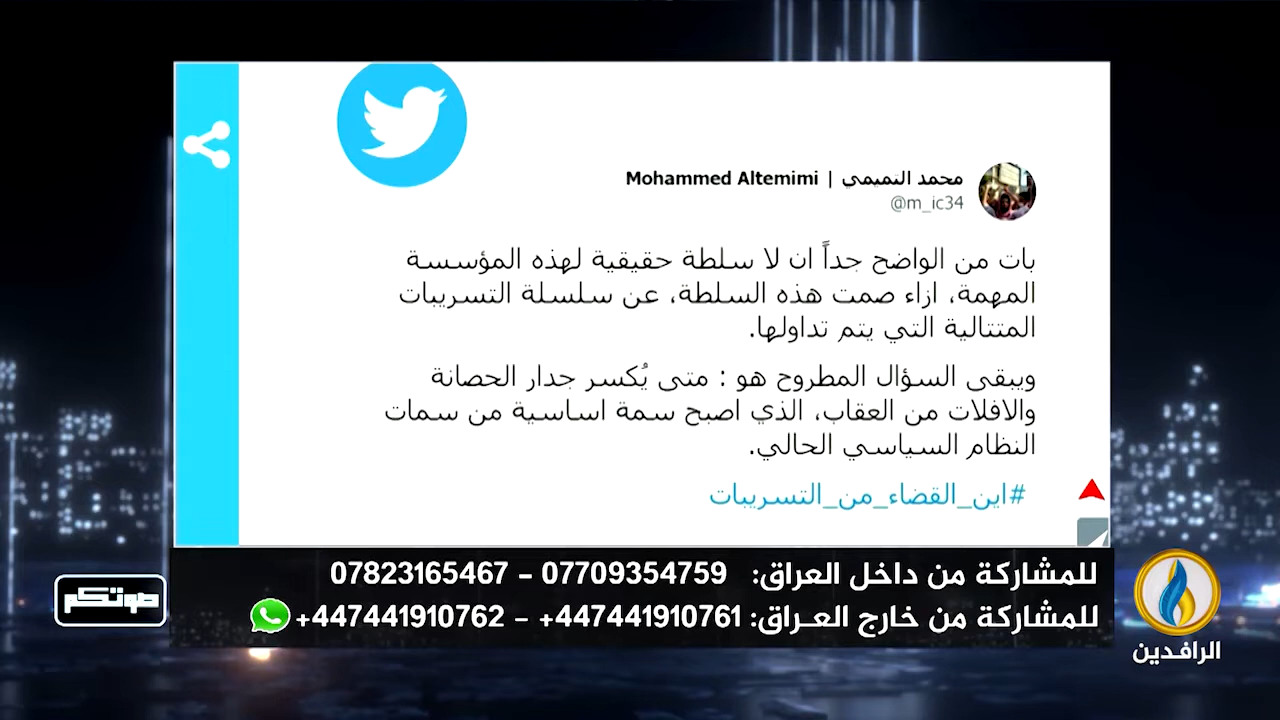 محمد التميمي | Mohammed Altemimi
@m_ic34
بات من الواضح جداً ان لا سلطة حقيقية لهذه المؤسسة
المهمة، ازاء صمت هذه السلطة، عن سلسلة التسريبات
المتتالية التي يتم تداولها.
ويبقى السؤال المطروح هو : متى يُكسر جدار الحصانة
والافلات من العقاب، الذي اصبح سمة اساسية من سمات
النظام السياسي الحالي.
#اين_القضاء_من_التسريبات
للمشاركة من داخل العراق: 07709354759 - 07823165467
للمشاركة من خارج العـراق: 447441910761+ - 447441910762+
صوتكم
الرافدين